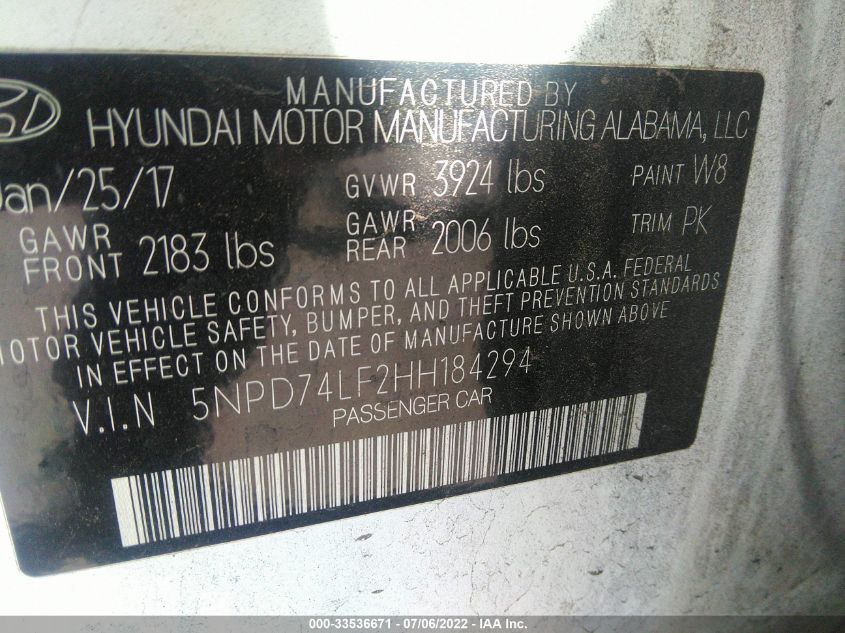 MANUFACTURED BY
HYUNDAI MOTOR MANUFACTURING ALABAMA, LLC
Jan/25/17 GVWR 3924 lbs PAINT W8
GAWR FRONT 2183 lbs GAWR REAR 2006 lbs TRIM PK
THIS VEHICLE CONFORMS TO ALL APPLICABLE U.S.A. FEDERAL
MOTOR VEHICLE SAFETY, BUMPER, AND THEFT PREVENTION STANDARDS
IN EFFECT ON THE DATE OF MANUFACTURE SHOWN ABOVE
V.I.N 5NPD74LF2HH184294
PASSENGER CAR
000-33536671 - 07/06/2022 - IAA Inc.